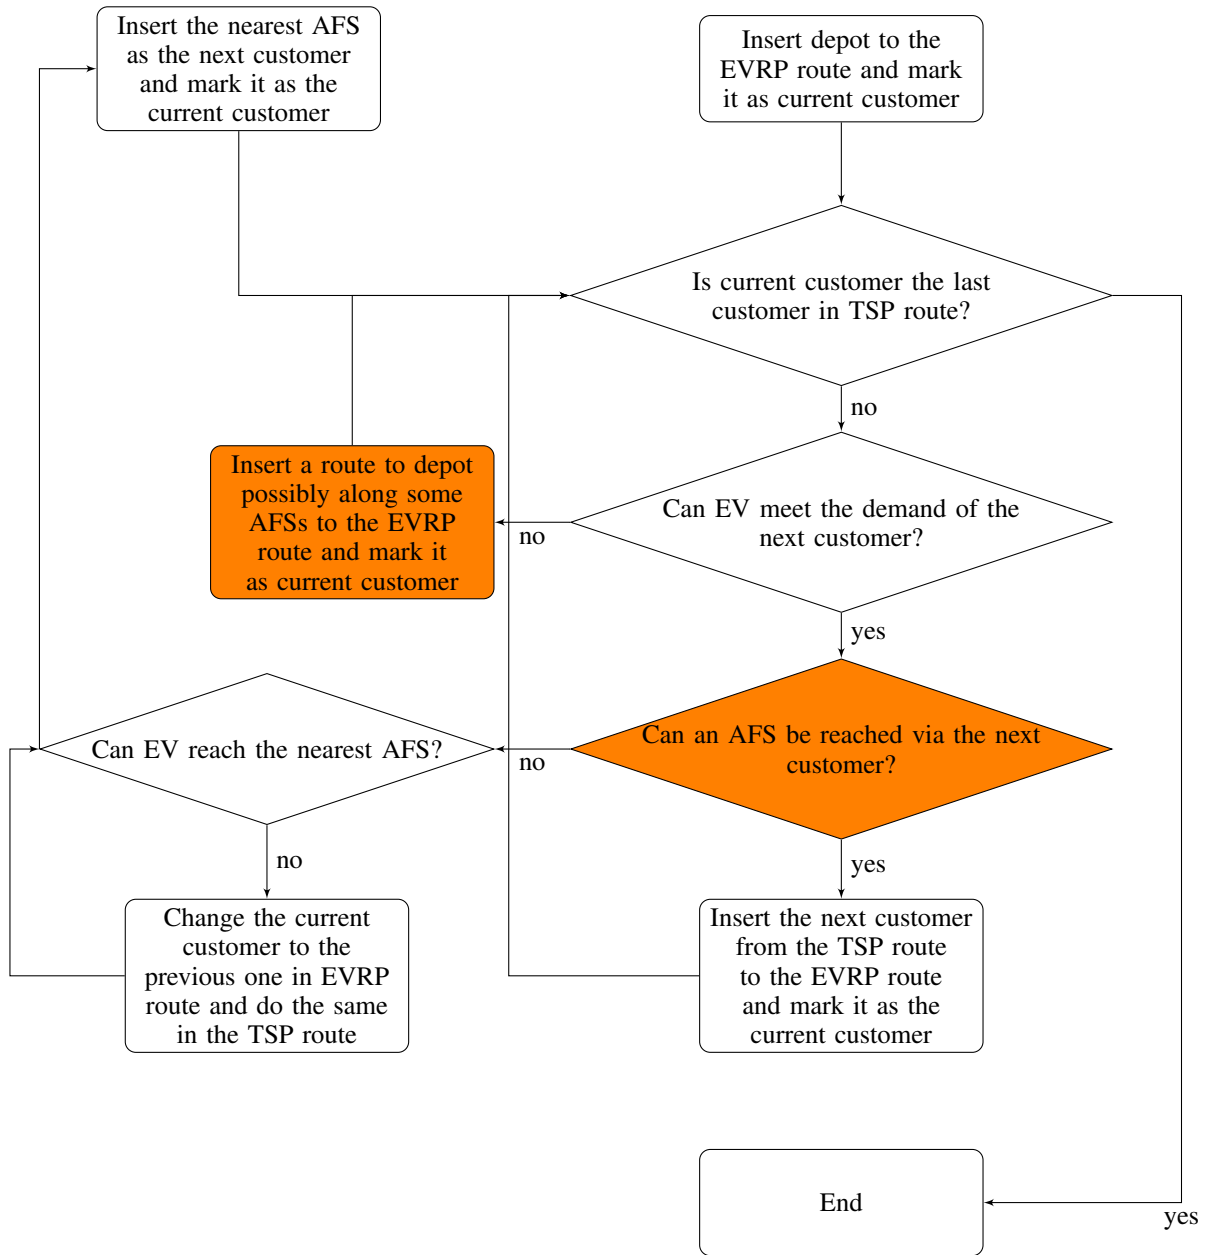 Insert the nearest AFS
as the next customer
and mark it as the
current customer
Insert depot to the
EVRP route and mark
it as current customer
Is current customer the last
customer in TSP route?
no
Insert a route to depot
possibly along some
AFSs to the EVRP
route and mark it
as current customer
no
Can EV meet the demand of the
next customer?
yes
Can EV reach the nearest AFS?
no
Can an AFS be reached via the next
customer?
no
yes
Change the current
customer to the
previous one in EVRP
route and do the same
in the TSP route
Insert the next customer
from the TSP route
to the EVRP route
and mark it as the
current customer
End
yes